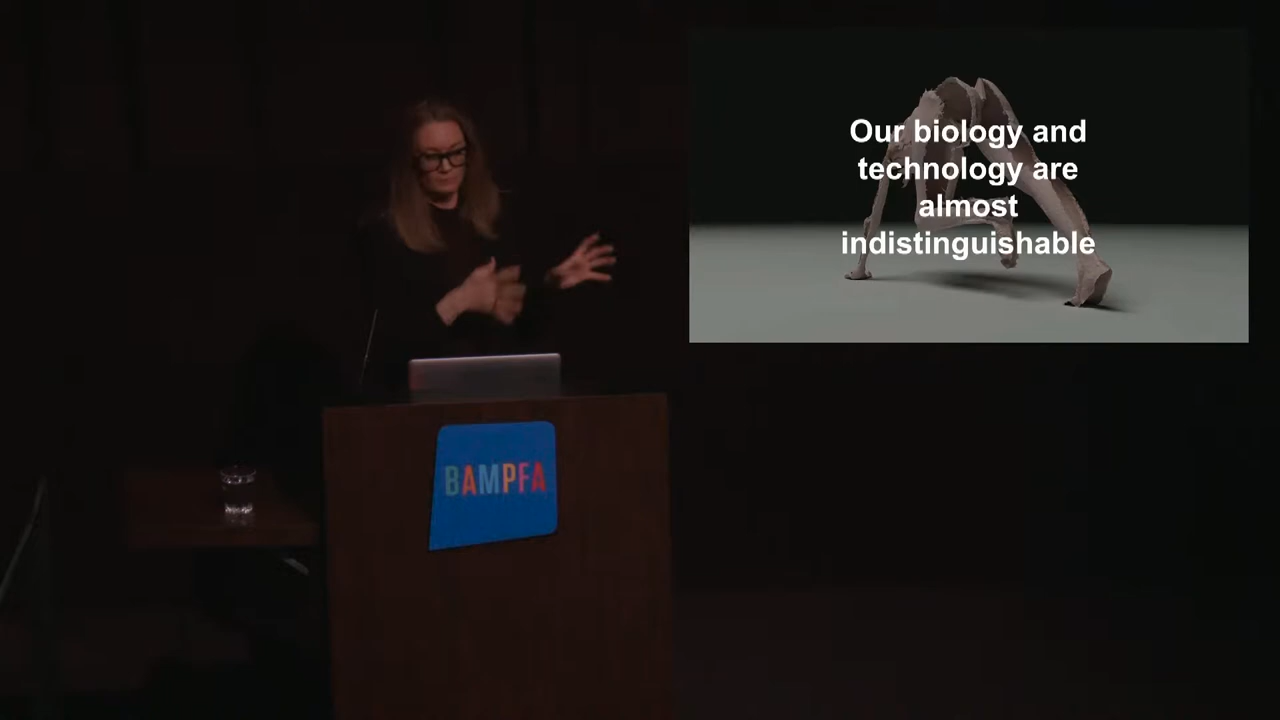 Our biology and
technology are
almost
indistinguishable
BAMPFA